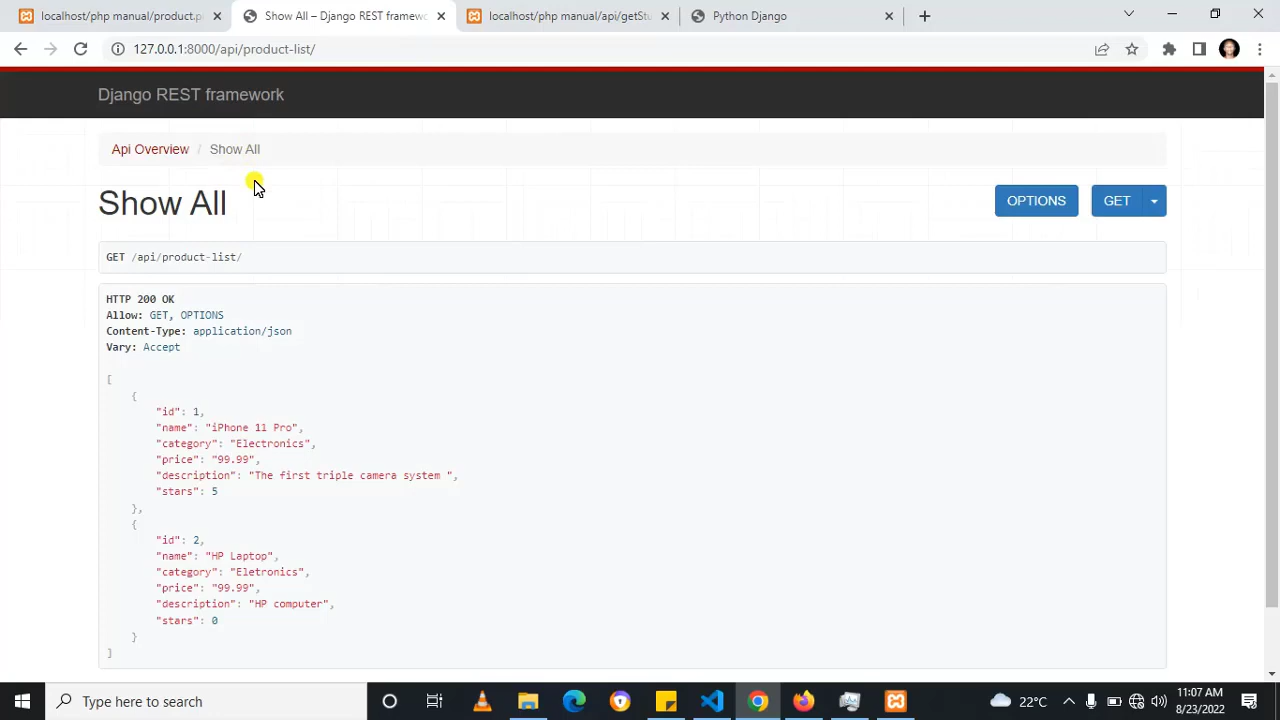 localhost/php manual/product.p
Show All – Django REST framewo
localhost/php manual/api/getStu
Python Django
127.0.0.1:8000/api/product-list/
Django REST framework
Api Overview / Show All
Show All
OPTIONS
GET
GET /api/product-list/
HTTP 200 OK
Allow: GET, OPTIONS
Content-Type: application/json
Vary: Accept
[
{
"id": 1,
"name": "iPhone 11 Pro",
"category": "Electronics",
"price": "99.99",
"description": "The first triple camera system ",
"stars": 5
},
{
"id": 2,
"name": "HP Laptop",
"category": "Eletronics",
"price": "99.99",
"description": "HP computer",
"stars": 0
}
]
Type here to search
22°C
11:07 AM
8/23/2022